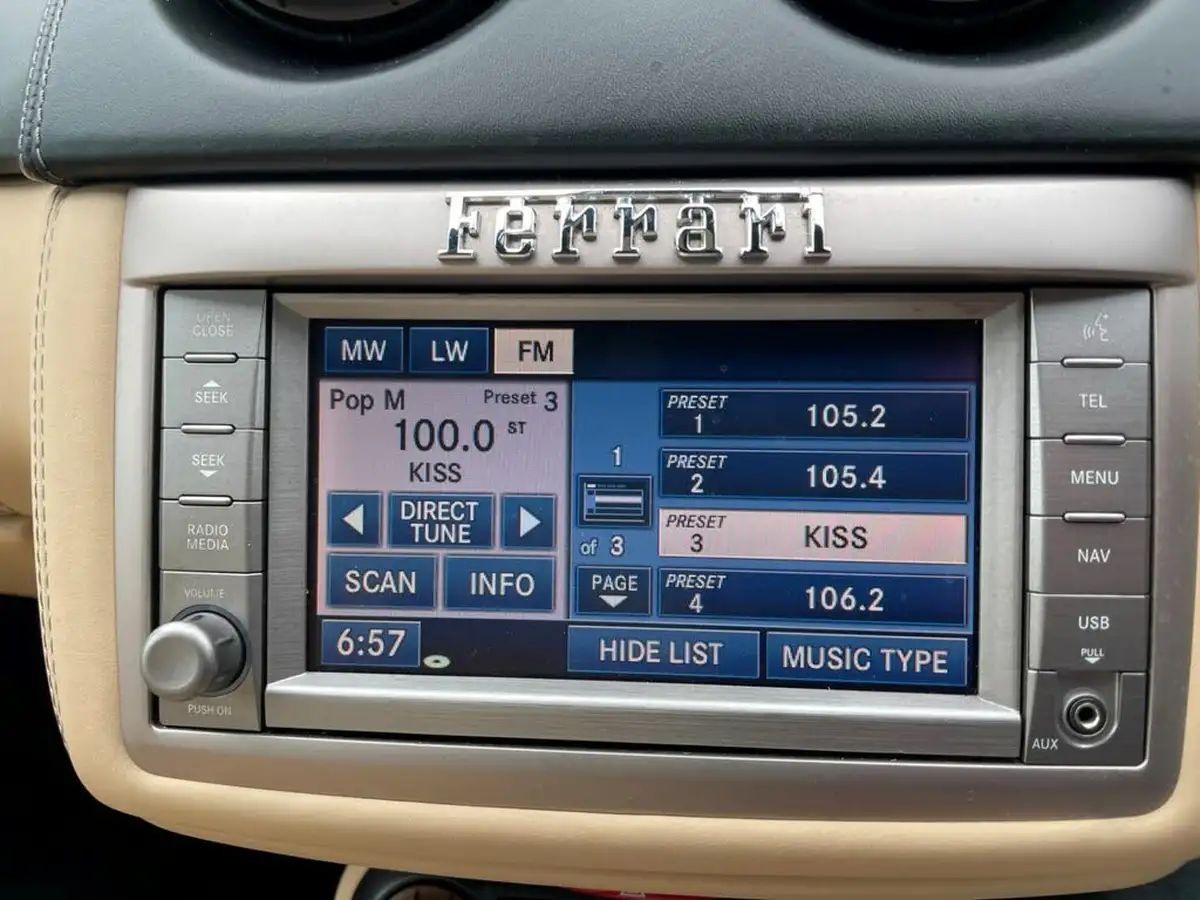 Ferrari
OPEN
CLOSE
SEEK
SEEK
RADIO
MEDIA
VOLUME
PUSH ON
MW LW FM
Pop M Preset 3
100.0 ST
KISS
DIRECT
TUNE
SCAN INFO
6:57
1
of 3
PAGE
PRESET
1 105.2
PRESET
2 105.4
PRESET
3 KISS
PRESET
4 106.2
HIDE LIST MUSIC TYPE
TEL
MENU
NAV
USB
PULL
AUX